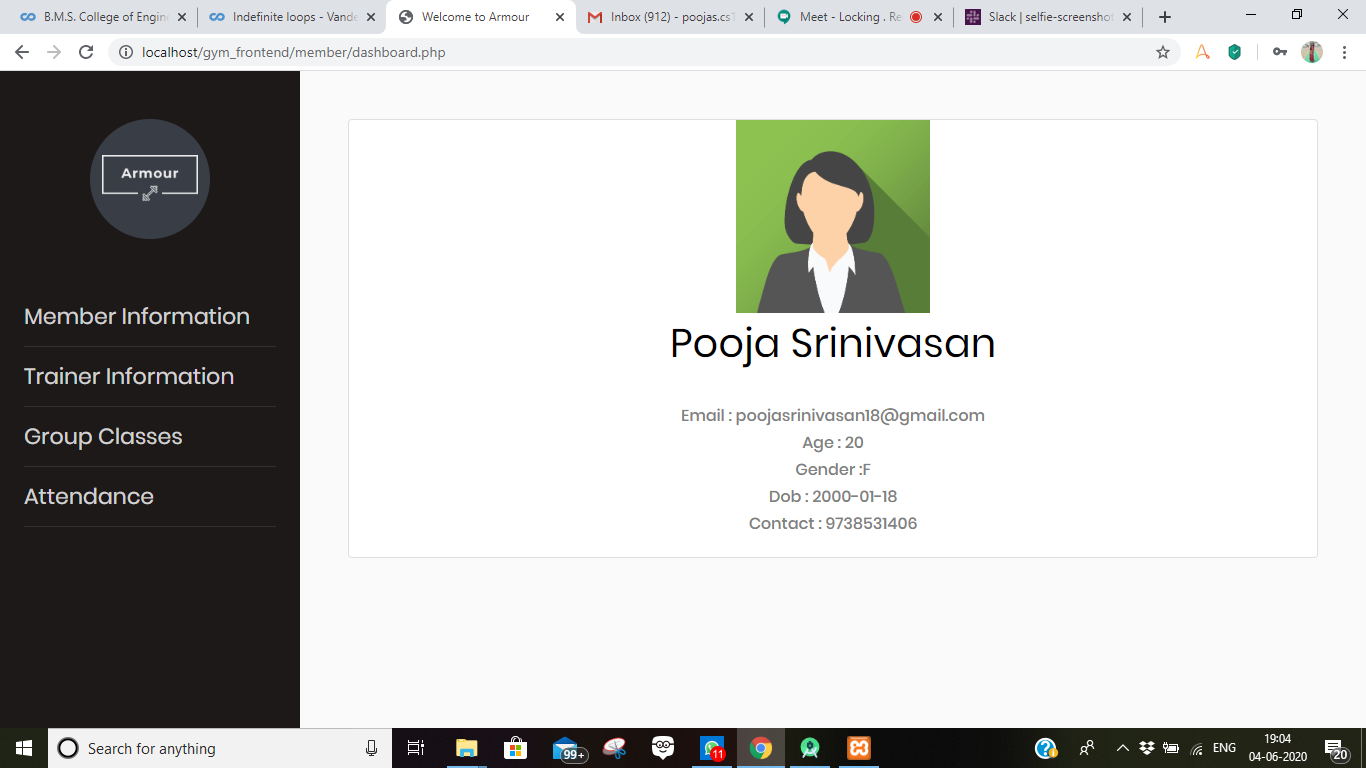 B.M.S. College of Engine
Indefinite loops - Vande
Welcome to Armour
Inbox (912) - poojas.cs1
Meet - Locking . Re
Slack | selfie-screenshot
localhost/gym_frontend/member/dashboard.php
Armour
Member Information
Trainer Information
Group Classes
Attendance
Pooja Srinivasan
Email : poojasrinivasan18@gmail.com
Age : 20
Gender :F
Dob : 2000-01-18
Contact : 9738531406
Search for anything
99+
11
ENG
19:04
04-06-2020
20